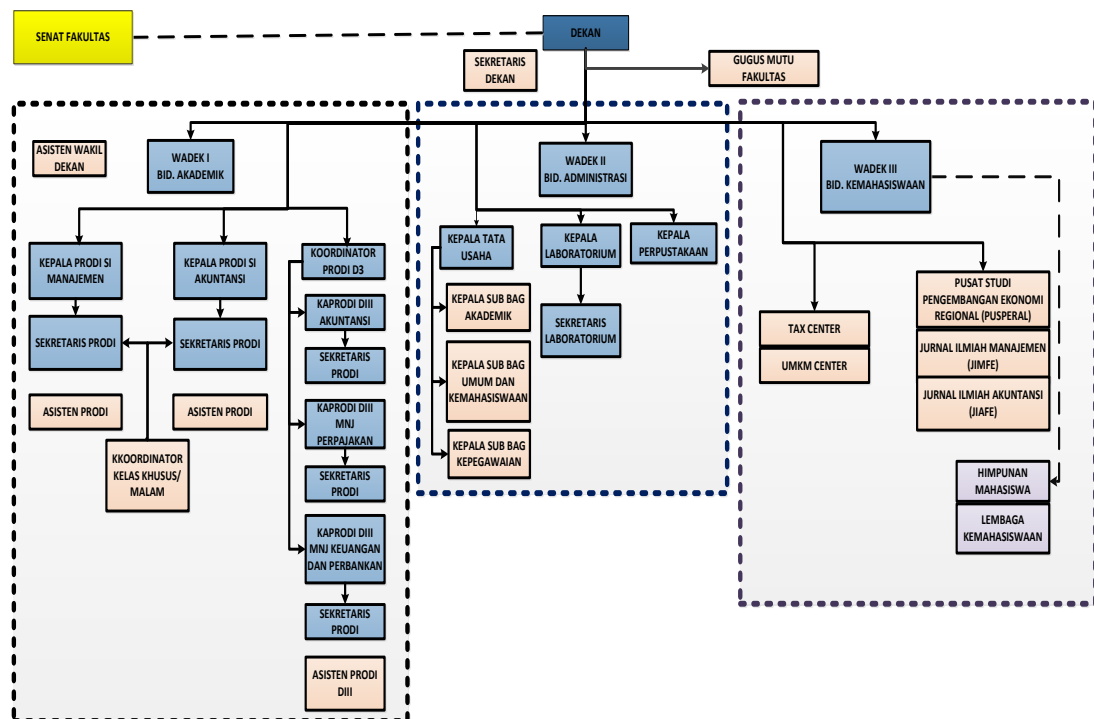 SENAT FAKULTAS
DEKAN
SEKRETARIS
DEKAN
GUGUS MUTU
FAKULTAS
ASISTEN WAKIL
DEKAN
WADEK I
BID. AKADEMIK
WADEK II
BID. ADMINISTRASI
WADEK III
BID. KEMAHASISWAAN
KEPALA PRODI SI
MANAJEMEN
KEPALA PRODI SI
AKUNTANSI
KOORDINATOR
PRODI D3
KEPALA TATA
USAHA
KEPALA
LABORATORIUM
KEPALA
PERPUSTAKAAN
SEKRETARIS PRODI
SEKRETARIS PRODI
KAPRODI DIII
AKUNTANSI
SEKRETARIS
PRODI
KEPALA SUB BAG
AKADEMIK
SEKRETARIS
LABORATORIUM
TAX CENTER
UMKM CENTER
PUSAT STUDI
PENGEMBANGAN EKONOMI
REGIONAL (PUSPERAL)
JURNAL ILMIAH MANAJEMEN
(JIMFE)
JURNAL ILMIAH AKUNTANSI
(JIAFE)
ASISTEN PRODI
ASISTEN PRODI
KKOORDINATOR
KELAS KHUSUS/
MALAM
KAPRODI DIII
MNJ
PERPAJAKAN
SEKRETARIS
PRODI
KEPALA SUB BAG
UMUM DAN
KEMAHASISWAAN
KEPALA SUB BAG
KEPEGAWAIAN
HIMPUNAN
MAHASISWA
LEMBAGA
KEMAHASISWAAN
KAPRODI DIII
MNJ KEUANGAN
DAN PERBANKAN
SEKRETARIS
PRODI
ASISTEN PRODI
DIII